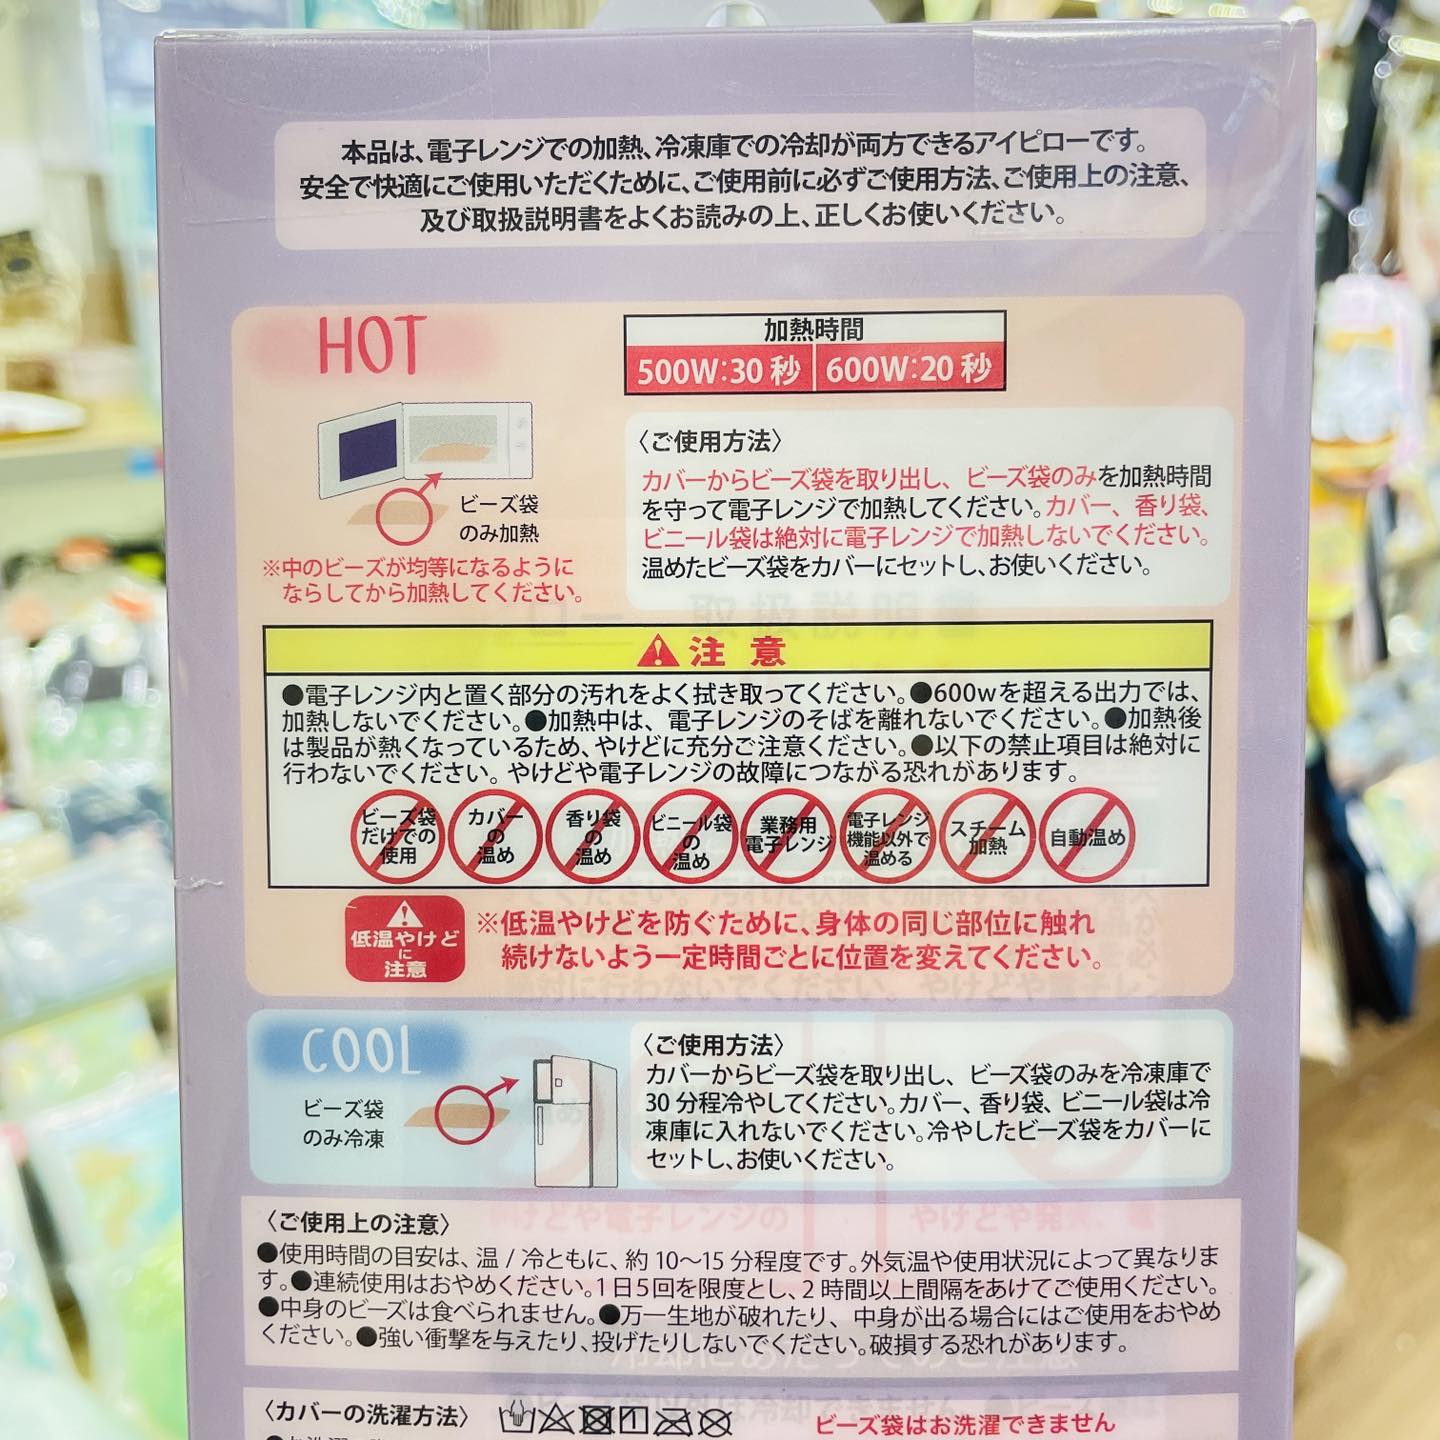 本品は、電子レンジでの加熱、冷凍庫での冷却が両方できるアイピローです。
安全で快適にご使用いただくために、ご使用前に必ずご使用方法、ご使用上の注意、
及び取扱説明書をよくお読みの上、正しくお使いください。
HOT
加熱時間
500W:30秒 600W:20秒
ビーズ袋
のみ加熱
※中のビーズが均等になるように
ならしてから加熱してください。
〈ご使用方法〉
カバーからビーズ袋を取り出し、ビーズ袋のみを加熱時間
を守って電子レンジで加熱してください。カバー、香り袋、
ビニール袋は絶対に電子レンジで加熱しないでください。
温めたビーズ袋をカバーにセットし、お使いください。
注意
●電子レンジ内と置く部分の汚れをよく拭き取ってください。●600wを超える出力では、
加熱しないでください。●加熱中は、電子レンジのそばを離れないでください。●加熱後
は製品が熱くなっているため、やけどに充分ご注意ください。●以下の禁止項目は絶対に
行わないでください。やけどや電子レンジの故障につながる恐れがあります。
ビーズ袋
だけでの
使用
カバー
の
温め
香り袋
の
温め
ビニール袋
の
温め
業務用
電子レンジ
電子レンジ
機能以外で
温める
スチーム
加熱
自動温め
低温やけど
に
注意
※低温やけどを防ぐために、身体の同じ部位に触れ
続けないよう一定時間ごとに位置を変えてください。
COOL
ビーズ袋
のみ冷凍
〈ご使用方法〉
カバーからビーズ袋を取り出し、ビーズ袋のみを冷凍庫で
30分程冷やしてください。カバー、香り袋、ビニール袋は冷
凍庫に入れないでください。冷やしたビーズ袋をカバーに
セットし、お使いください。
〈ご使用上の注意〉
●使用時間の目安は、温/冷ともに、約10～15分程度です。外気温や使用状況によって異なりま
す。●連続使用はおやめください。1日5回を限度とし、2時間以上間隔をあけてご使用ください。
●中身のビーズは食べられません。●万一生地が破れたり、中身が出る場合にはご使用をおやめ
ください。●強い衝撃を与えたり、投げたりしないでください。破損する恐れがあります。
〈カバーの洗濯方法〉
ビーズ袋はお洗濯できません